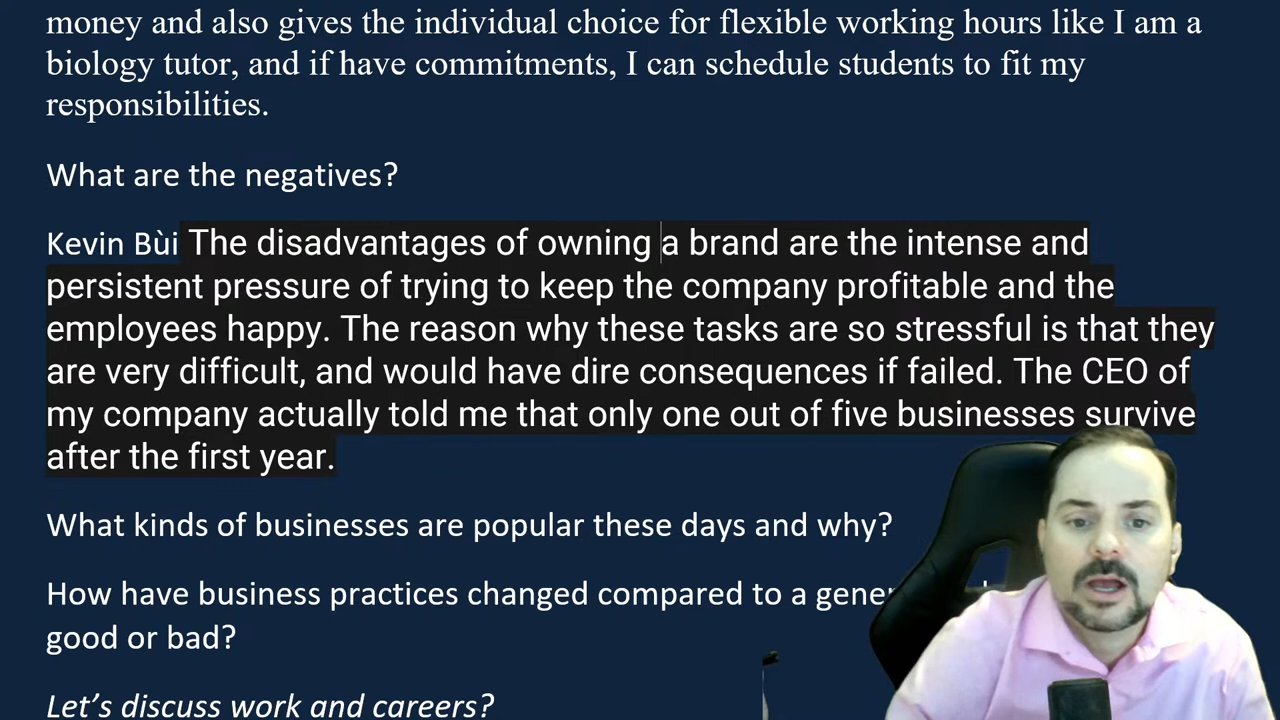 money and also gives the individual choice for flexible working hours like I am a
biology tutor, and if have commitments, I can schedule students to fit my
responsibilities.
What are the negatives?
Kevin Bùi The disadvantages of owning a brand are the intense and
persistent pressure of trying to keep the company profitable and the
employees happy. The reason why these tasks are so stressful is that they
are very difficult, and would have dire consequences if failed. The CEO of
my company actually told me that only one out of five businesses survive
after the first year.
What kinds of businesses are popular these days and why?
How have business practices changed compared to a
good or bad?
Let’s discuss work and careers?